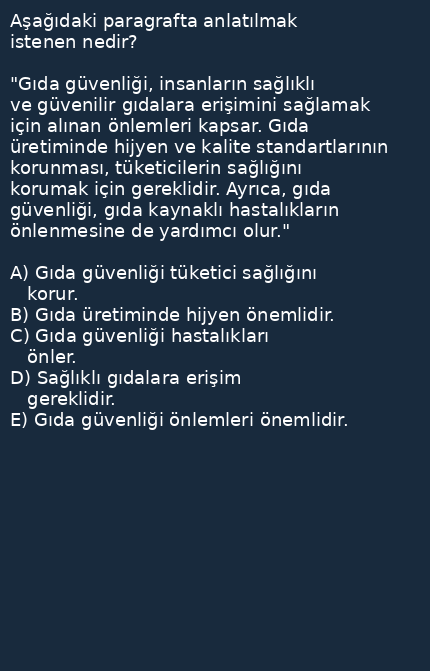 Aşağıdaki paragrafta anlatılmak
istenen nedir?
"Gıda güvenliği, insanların sağlıklı
ve güvenilir gıdalara erişimini sağlamak
için alınan önlemleri kapsar. Gıda
üretiminde hijyen ve kalite standartlarının
korunması, tüketicilerin sağlığını
korumak için gereklidir. Ayrıca, gıda
güvenliği, gıda kaynaklı hastalıkların
önlenmesine de yardımcı olur."
A) Gıda güvenliği tüketici sağlığını
korur.
B) Gıda üretiminde hijyen önemlidir.
C) Gıda güvenliği hastalıkları
önler.
D) Sağlıklı gıdalara erişim
gereklidir.
E) Gıda güvenliği önlemleri önemlidir.